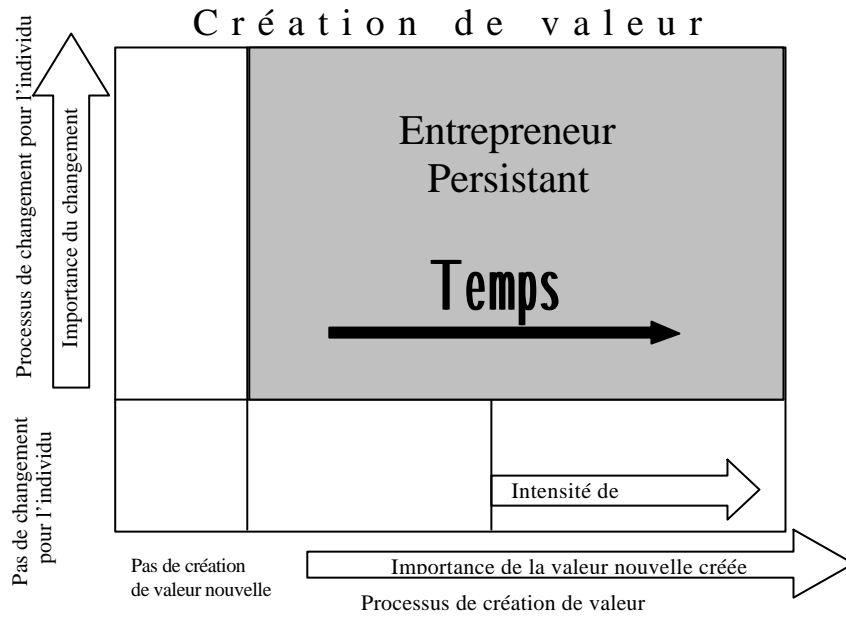 Création de valeur
Processus de changement pour l'individu
Importance du changement
Entrepreneur
Persistant
Temps
Pas de changement
pour l'individu
Intensité de
Pas de création
de valeur nouvelle
Importance de la valeur nouvelle créée
Processus de création de valeur